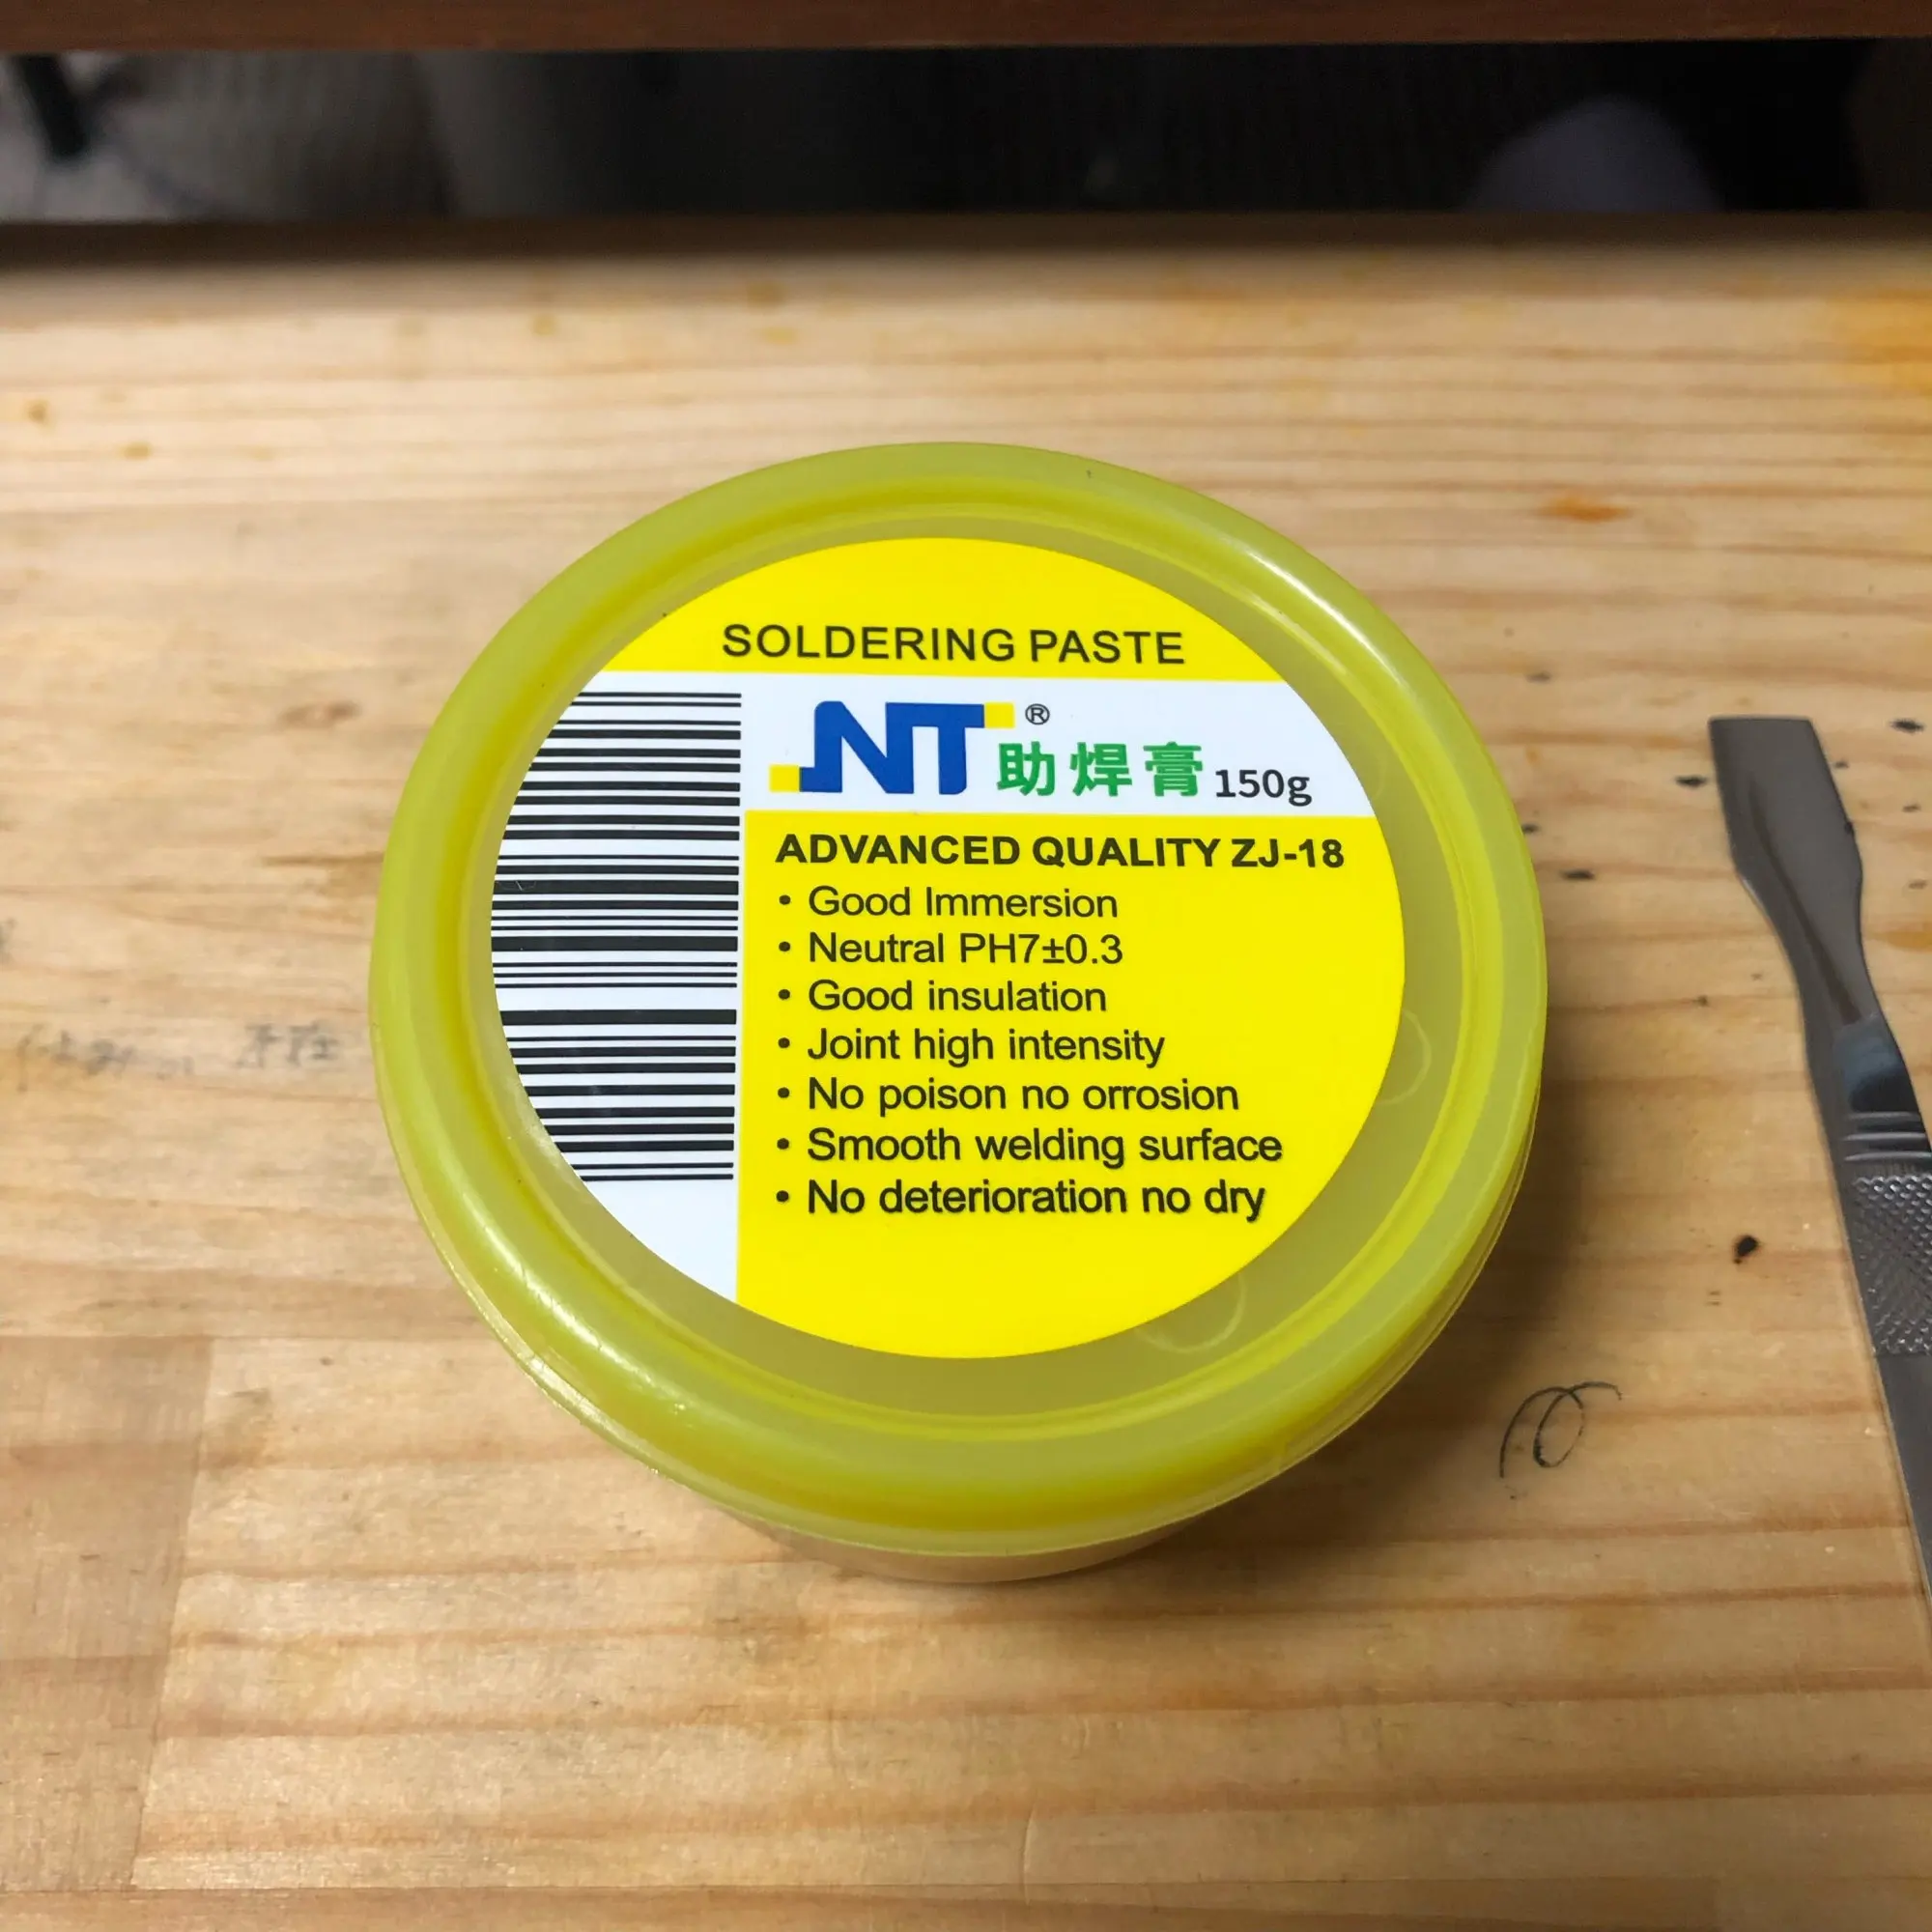 SOLDERING PASTE
NT® 助焊膏 150g
ADVANCED QUALITY ZJ-18
• Good Immersion
• Neutral PH7±0.3
• Good insulation
• Joint high intensity
• No poison no orrosion
• Smooth welding surface
• No deterioration no dry